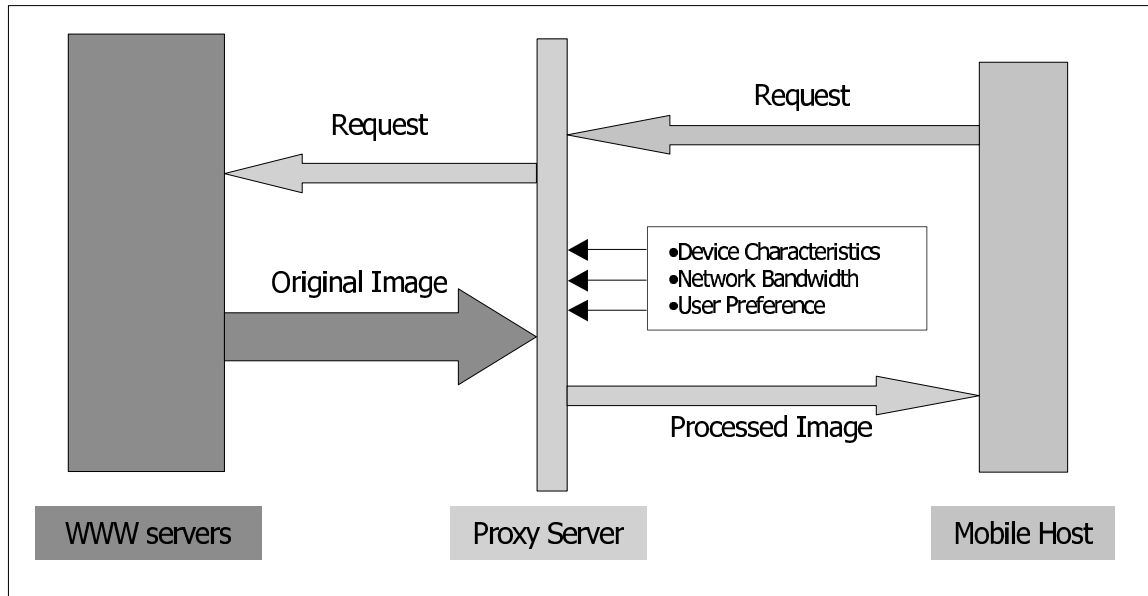 Request
Request
•Device Characteristics
•Network Bandwidth
•User Preference
Original Image
Processed Image
WWW servers
Proxy Server
Mobile Host